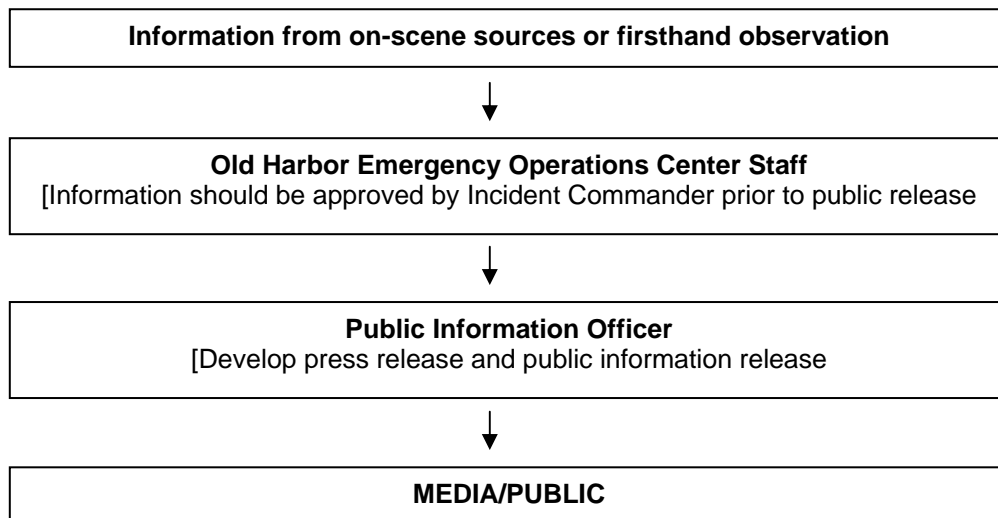 Information from on-scene sources or firsthand observation
Old Harbor Emergency Operations Center Staff
[Information should be approved by Incident Commander prior to public release
Public Information Officer
[Develop press release and public information release
MEDIA/PUBLIC